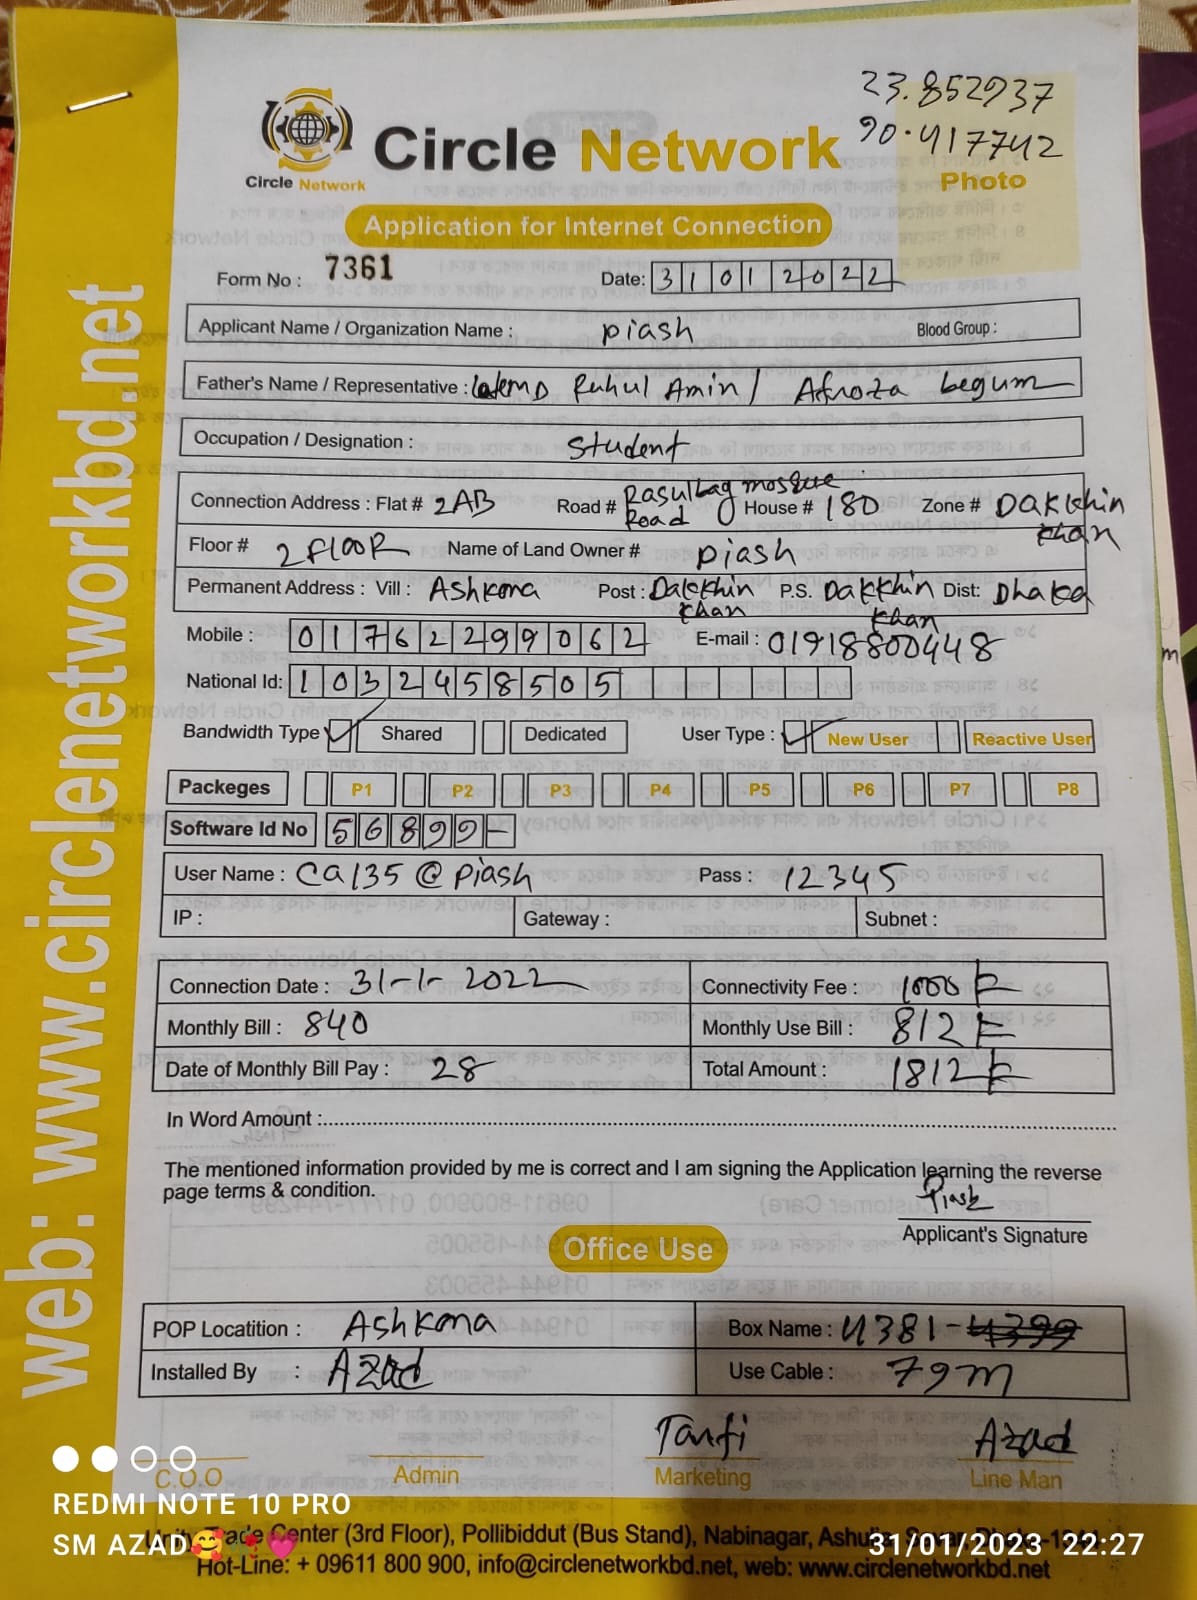 23.852937
90.417742
Circle Network
Circle Network
Photo
Application for Internet Connection
Form No : 7361
Date: 31012022
Applicant Name / Organization Name : piash Blood Group :
Father's Name / Representative : Late MD Ruhul Amin / Afroza begum
Occupation / Designation : Student
Connection Address : Flat # 2AB Road # Rasulbag mosque Road House # 180 Zone # Dakkhin khan
Floor # 2 FlOOR Name of Land Owner # piash
Permanent Address : Vill : Ashkona Post : Dakkhin khan P.S. Dakkhin khan Dist: Dhaka
Mobile : 01762299062 E-mail : 01918800448
National Id: 1032458505
Bandwidth Type Shared Dedicated User Type : New User Reactive User
Packeges P1 P2 P3 P4 P5 P6 P7 P8
Software Id No 56899-
User Name : Ca135 @ Piash Pass : 12345
IP : Gateway : Subnet :
Connection Date : 31-1-2022 Connectivity Fee : 1000
Monthly Bill : 840 Monthly Use Bill : 812
Date of Monthly Bill Pay : 28 Total Amount : 1812
In Word Amount :
The mentioned information provided by me is correct and I am signing the Application learning the reverse
page terms & condition.
Piash
Applicant's Signature
Office Use
POP Locatition : Ashkona Box Name : 4381-4399
Installed By : Azad Use Cable : 79m
Tanfi Azad
C.O.O Admin Marketing Line Man
Trade Center (3rd Floor), Pollibiddut (Bus Stand), Nabinagar,
Hot-Line: + 09611 800 900, info@circlenetworkbd.net, web: www.circlenetworkbd.net
web: www.circlenetworkbd.net
REDMI NOTE 10 PRO
SM AZAD🥰🥀💓
31/01/2023 22:27